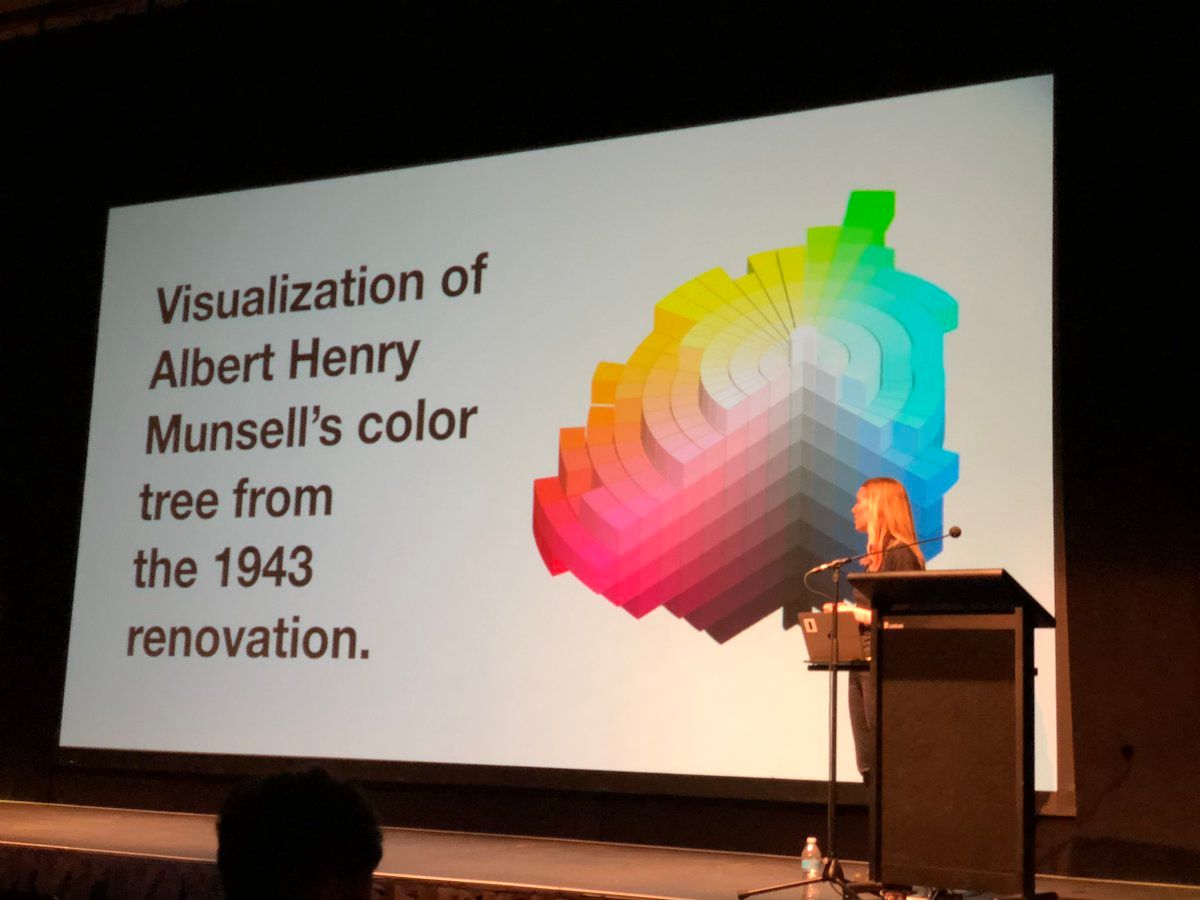 Visualization of
Albert Henry
Munsell’s color
tree from
the 1943
renovation.